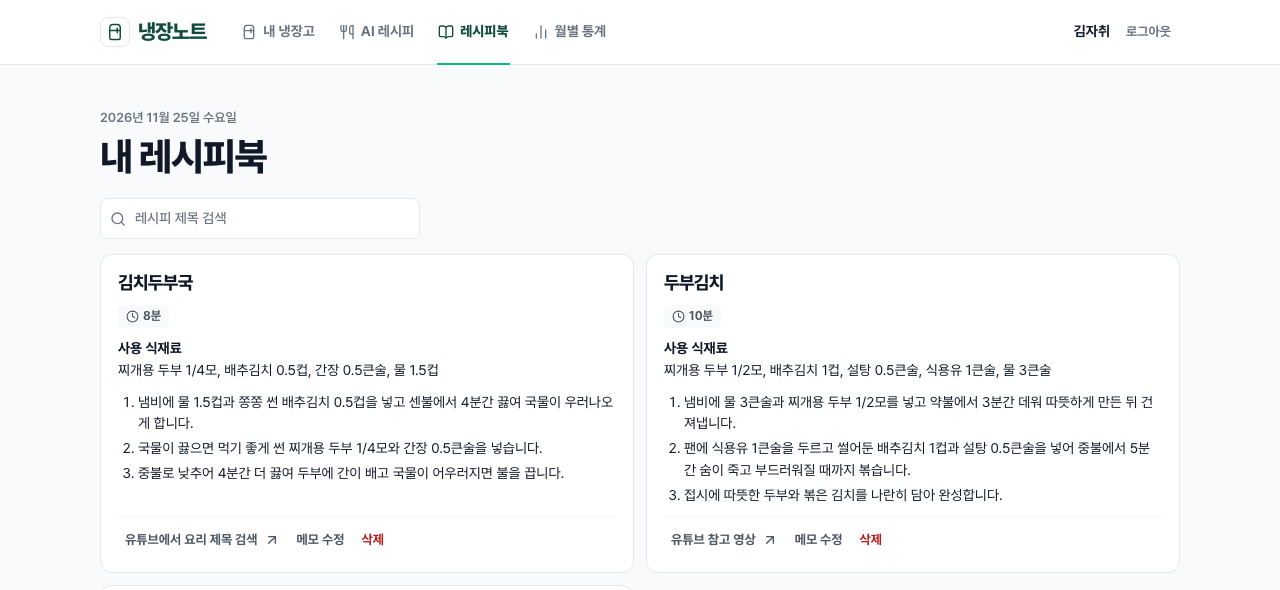 냉장노트
내 냉장고
AI 레시피
레시피북
월별 통계
김자취
로그아웃
2026년 11월 25일 수요일
내 레시피북
레시피 제목 검색
김치두부국
8분
사용 식재료
찌개용 두부 1/4모, 배추김치 0.5컵, 간장 0.5큰술, 물 1.5컵
1. 냄비에 물 1.5컵과 쫑쫑 썬 배추김치 0.5컵을 넣고 센불에서 4분간 끓여 국물이 우러나오
게 합니다.
2. 국물이 끓으면 먹기 좋게 썬 찌개용 두부 1/4모와 간장 0.5큰술을 넣습니다.
3. 중불로 낮추어 4분간 더 끓여 두부에 간이 배고 국물이 어우러지면 불을 끕니다.
유튜브에서 요리 제목 검색
메모 수정
삭제
두부김치
10분
사용 식재료
찌개용 두부 1/2모, 배추김치 1컵, 설탕 0.5큰술, 식용유 1큰술, 물 3큰술
1. 냄비에 물 3큰술과 찌개용 두부 1/2모를 넣고 약불에서 3분간 데워 따뜻하게 만든 뒤 건
져냅니다.
2. 팬에 식용유 1큰술을 두르고 썰어둔 배추김치 1컵과 설탕 0.5큰술을 넣어 중불에서 5분
간 숨이 죽고 부드러워질 때까지 볶습니다.
3. 접시에 따뜻한 두부와 볶은 김치를 나란히 담아 완성합니다.
유튜브 참고 영상
메모 수정
삭제